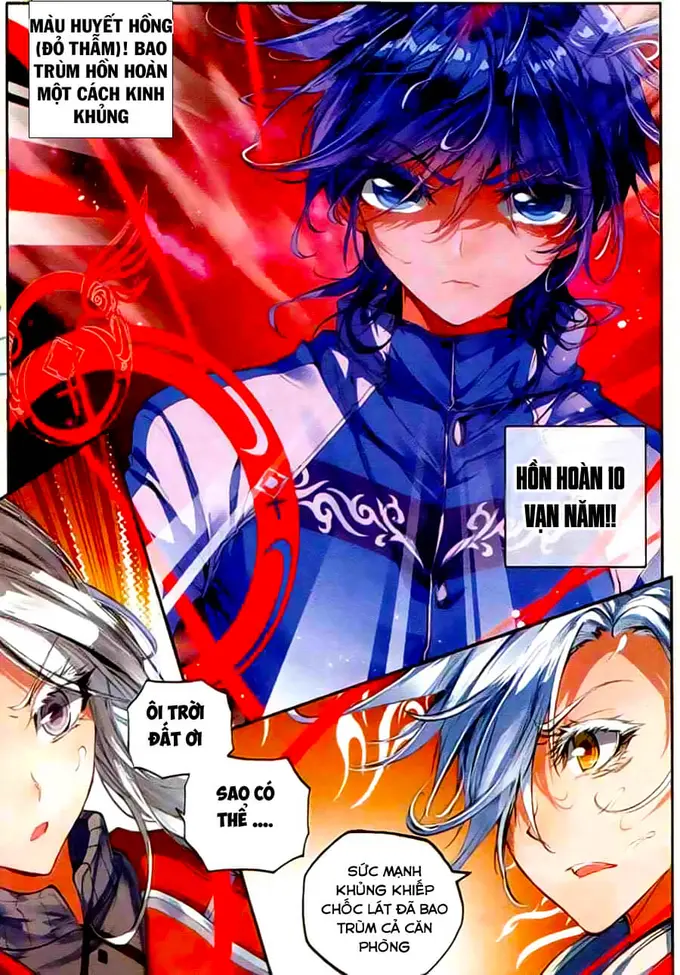 MÀU HUYẾT HỒNG
(ĐỎ THẪM)! BAO
TRÙM HỒN HOÀN
MỘT CÁCH KINH
KHỦNG
HỒN HOÀN 10
VẠN NĂM!!
ÔI TRỜI
ĐẤT ƠI
SAO CÓ
THỂ ....
SỨC MẠNH
KHỦNG KHIẾP
CHỐC LÁT ĐÃ BAO
TRÙM CẢ CĂN
PHÒNG